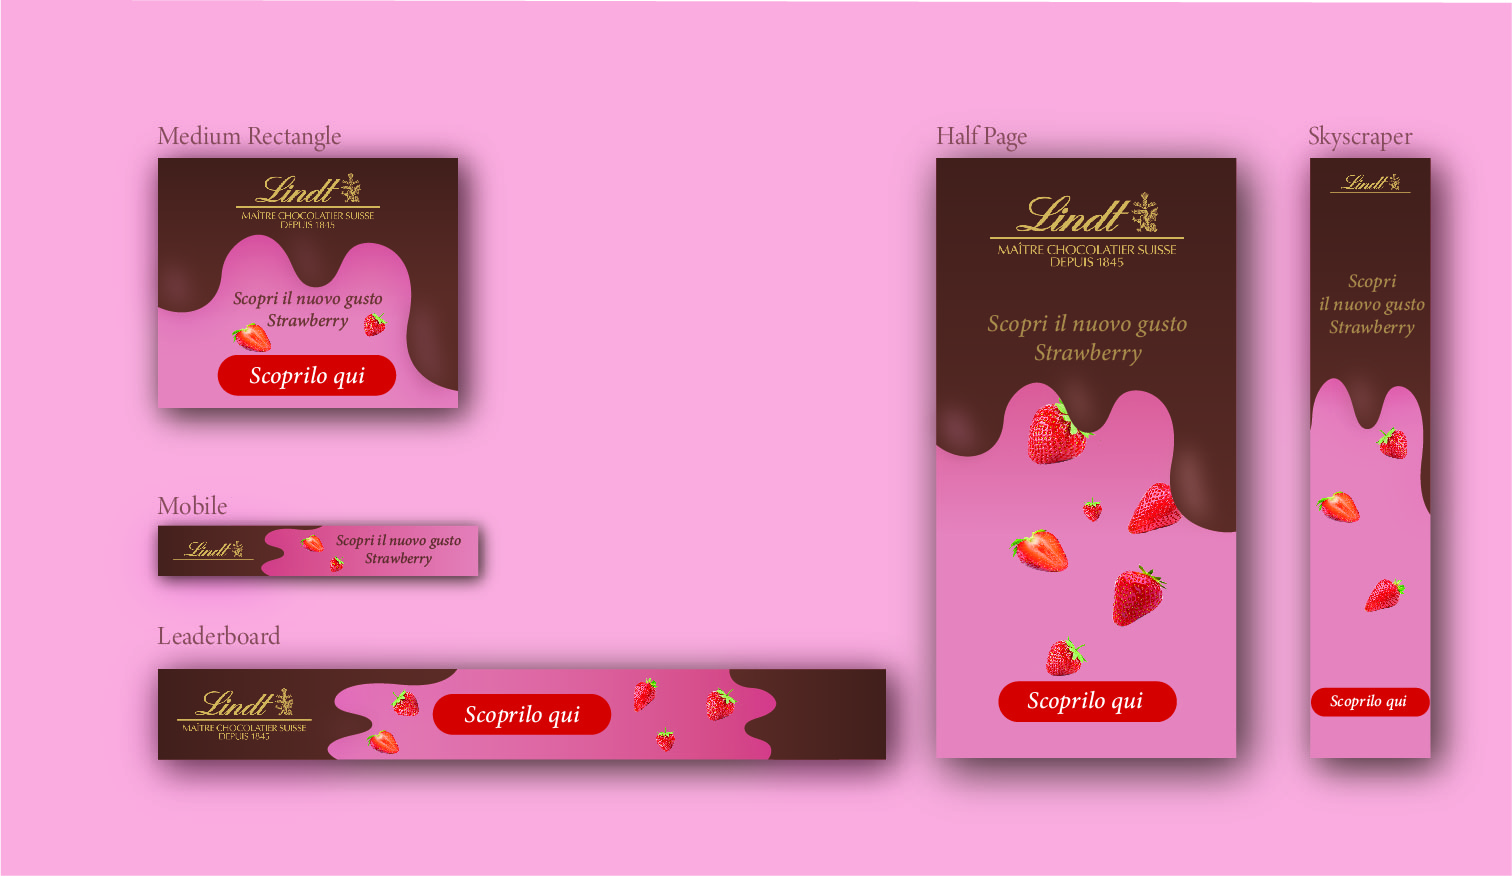 Medium Rectangle
Lindt
MAÎTRE CHOCOLATIER SUISSE
DEPUIS 1845
Scopri il nuovo gusto
Strawberry
Scoprilo qui
Mobile
Lindt
Scopri il nuovo gusto
Strawberry
Leaderboard
Lindt
MAÎTRE CHOCOLATIER SUISSE
DEPUIS 1845
Scoprilo qui
Half Page
Lindt
MAÎTRE CHOCOLATIER SUISSE
DEPUIS 1845
Scopri il nuovo gusto
Strawberry
Scoprilo qui
Skyscraper
Lindt
Scopri
il nuovo gusto
Strawberry
Scoprilo qui